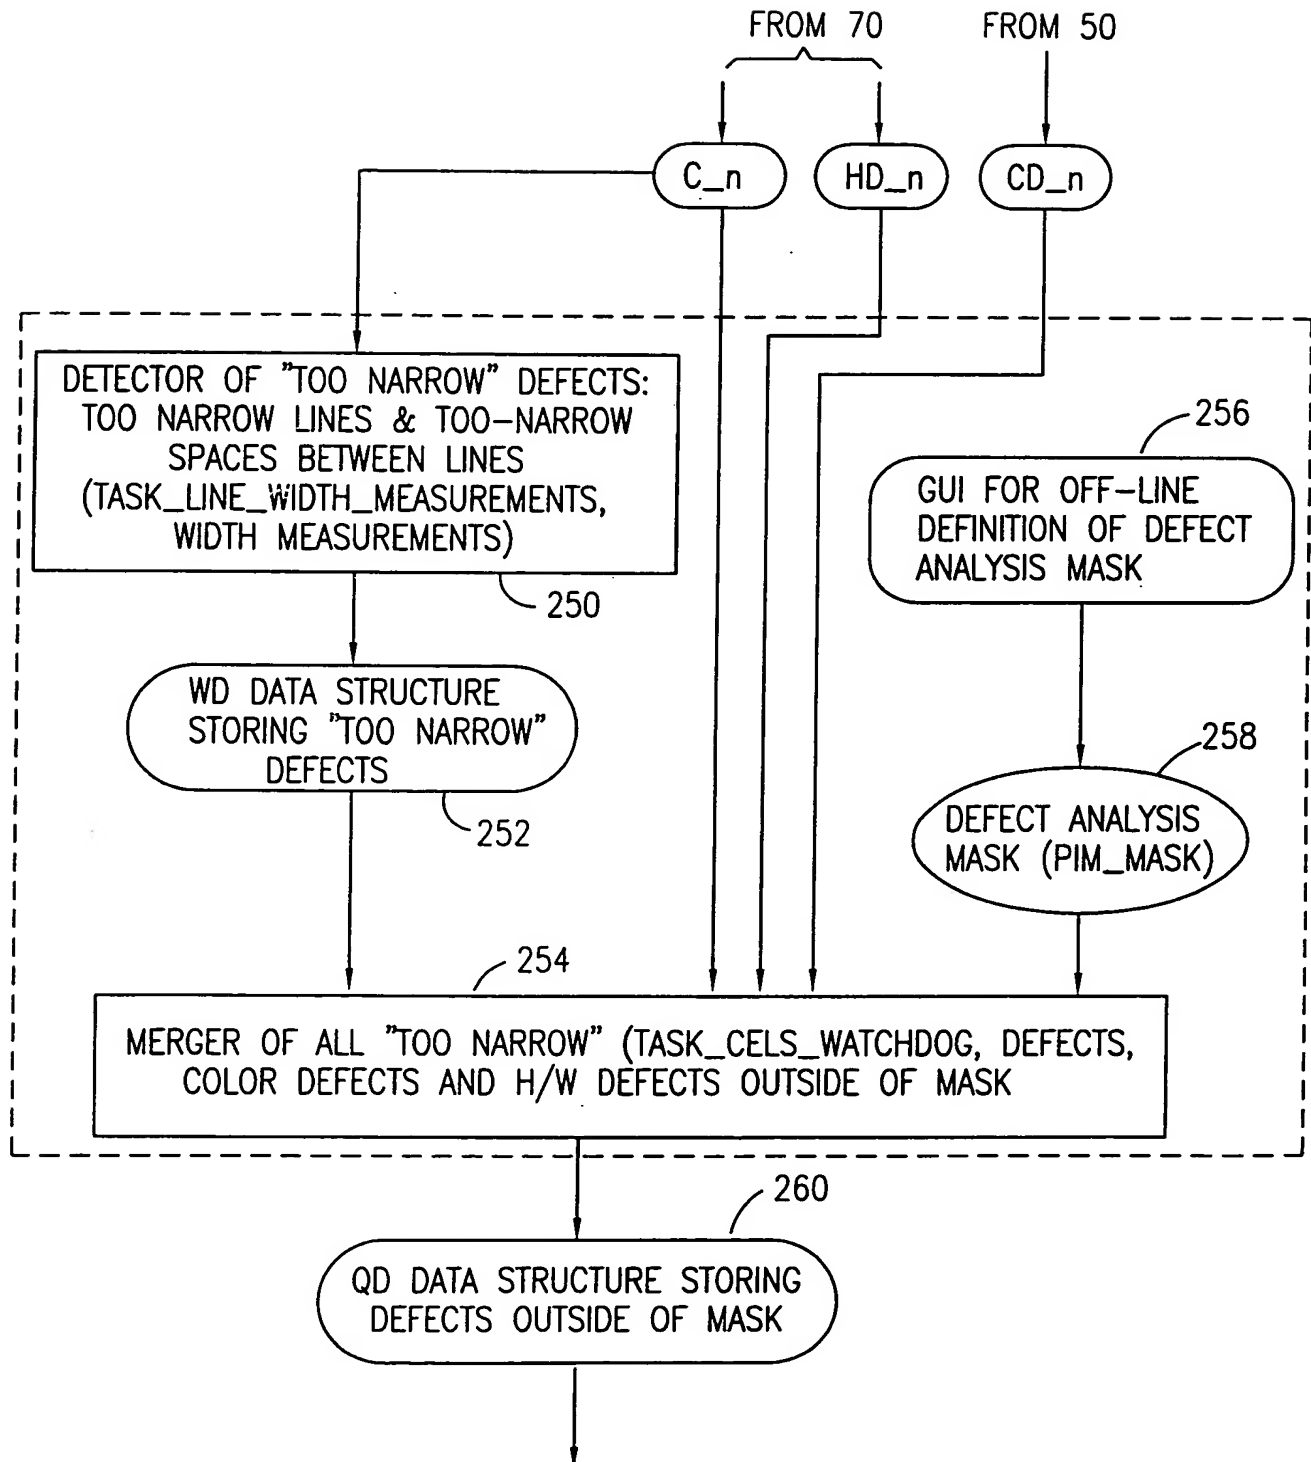 FROM 70
FROM 50
C_n
HD_n
CD_n
DETECTOR OF "TOO NARROW" DEFECTS:
TOO NARROW LINES & TOO-NARROW
SPACES BETWEEN LINES
(TASK_LINE_WIDTH_MEASUREMENTS,
WIDTH MEASUREMENTS)
250
256
GUI FOR OFF-LINE
DEFINITION OF DEFECT
ANALYSIS MASK
WD DATA STRUCTURE
STORING "TOO NARROW"
DEFECTS
252
258
DEFECT ANALYSIS
MASK (PIM_MASK)
254
MERGER OF ALL "TOO NARROW" (TASK_CELS_WATCHDOG, DEFECTS,
COLOR DEFECTS AND H/W DEFECTS OUTSIDE OF MASK
260
QD DATA STRUCTURE STORING
DEFECTS OUTSIDE OF MASK